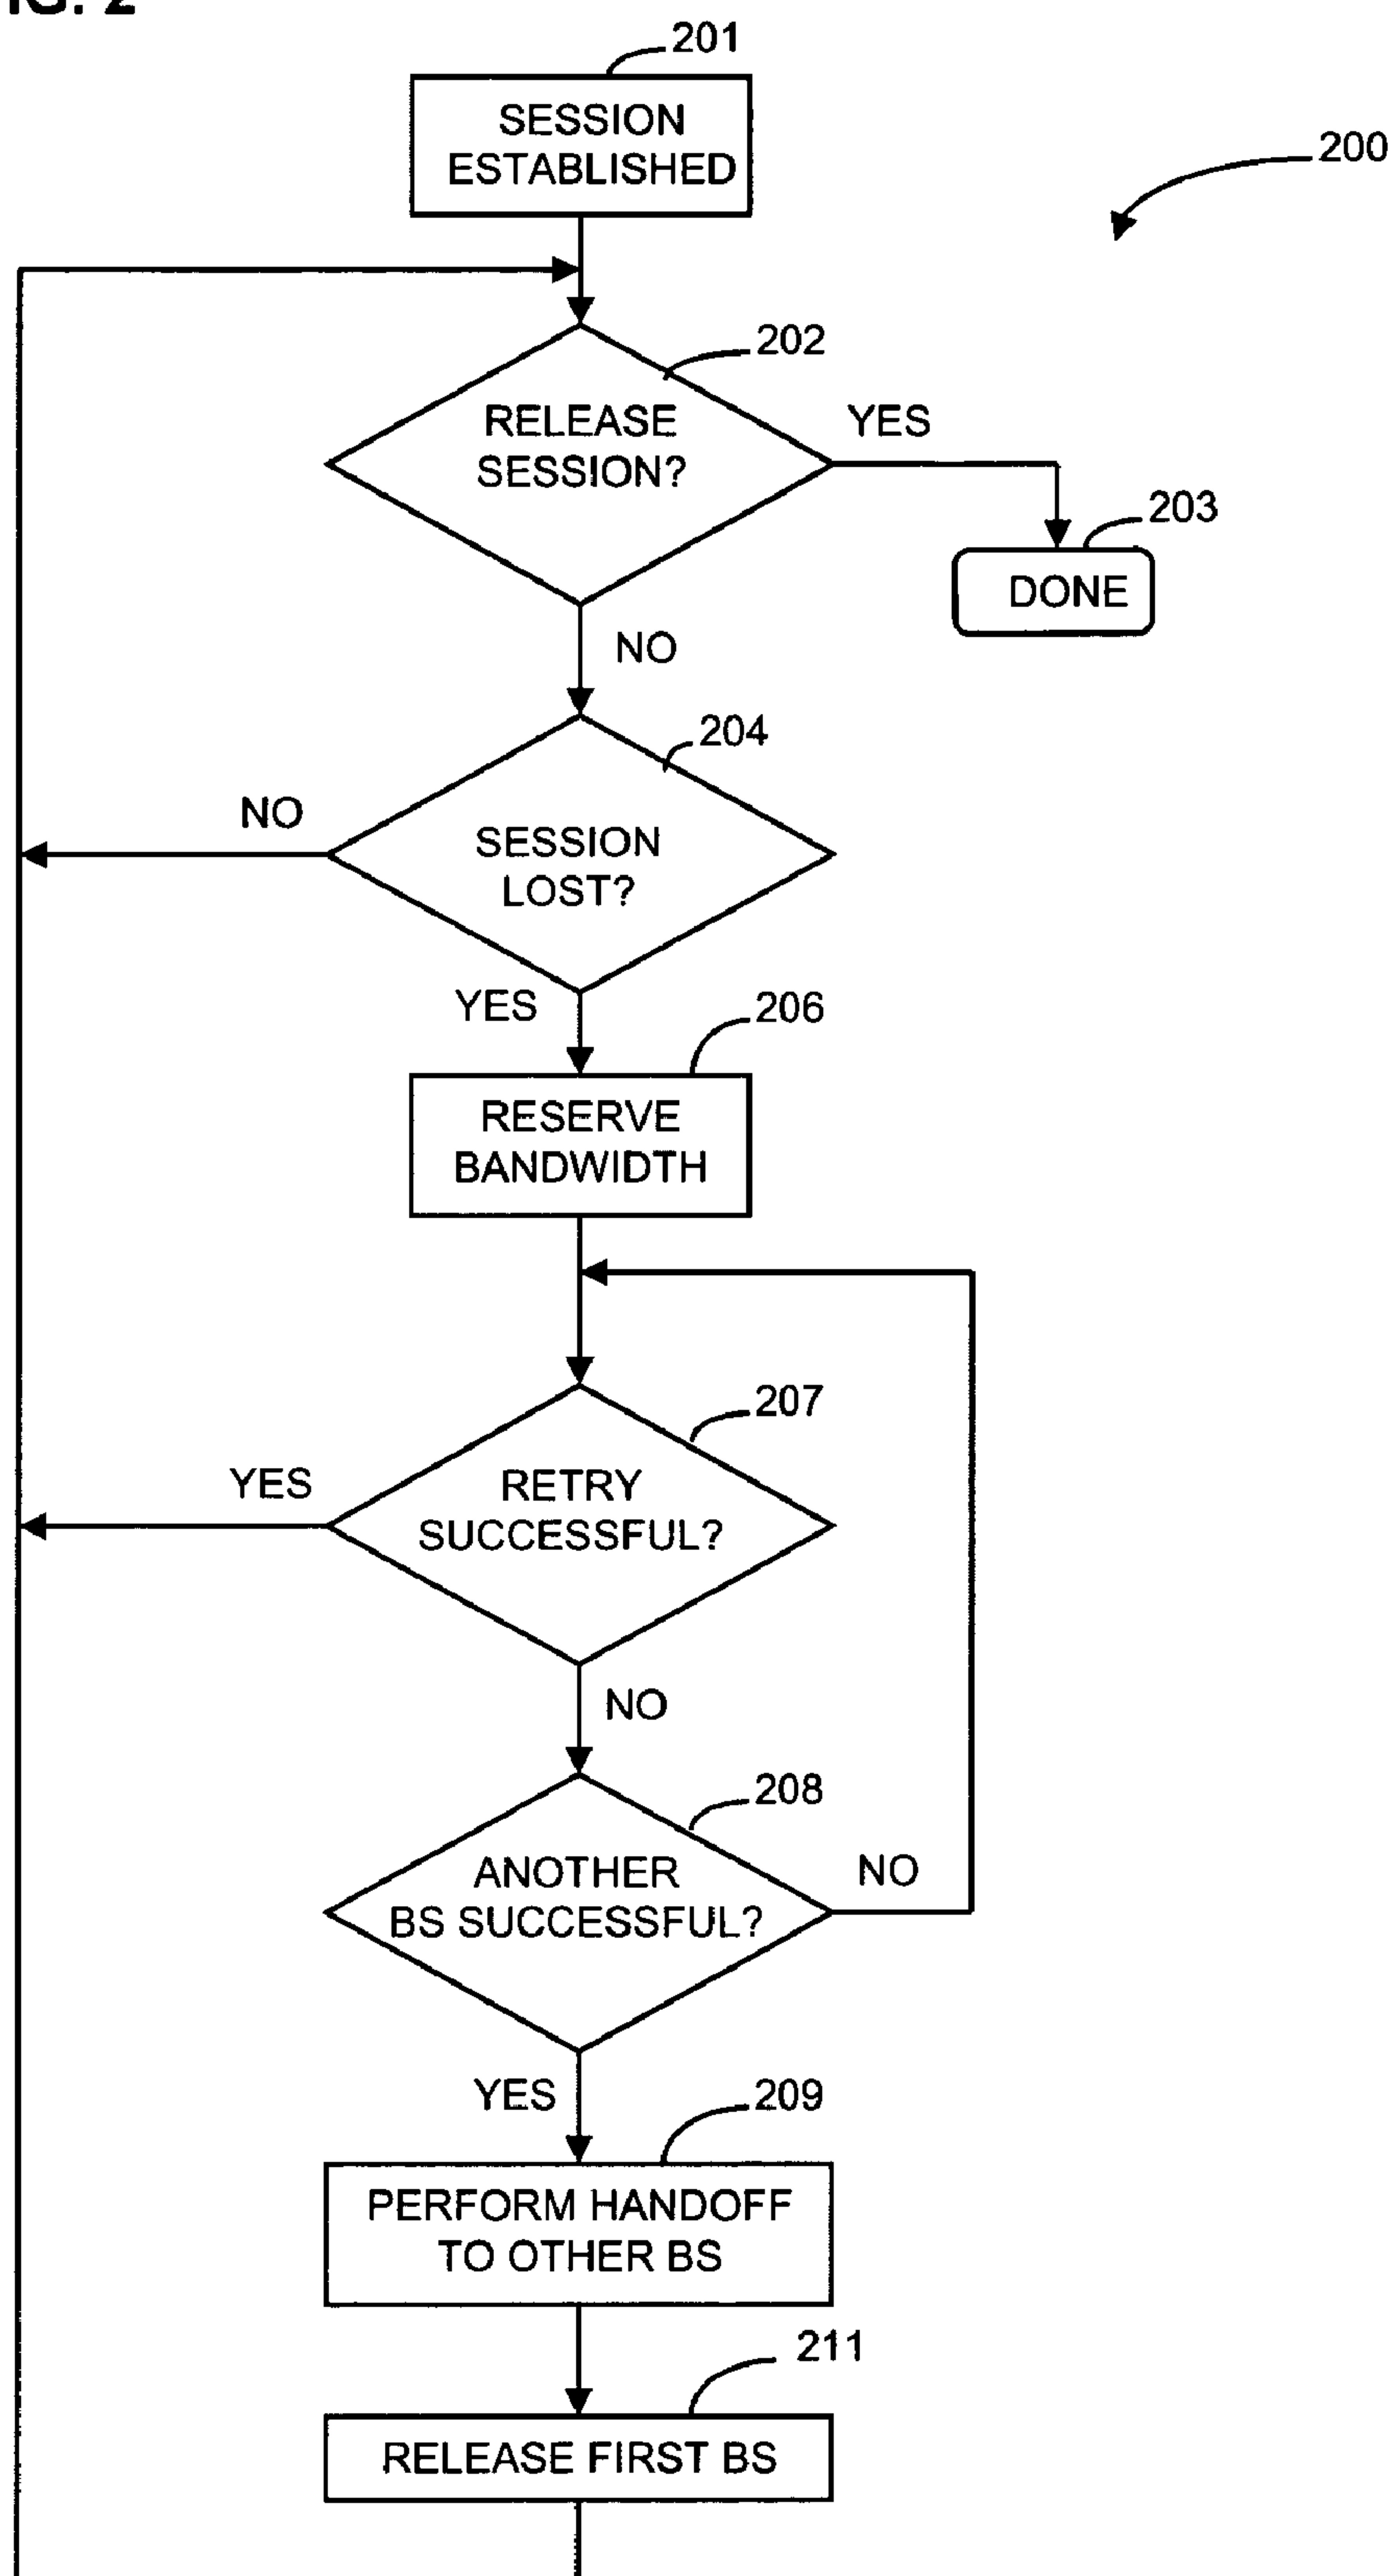 IG. 2
201
SESSION
ESTABLISHED
200
202
RELEASE
SESSION?
YES
203
DONE
NO
204
NO
SESSION
LOST?
YES
206
RESERVE
BANDWIDTH
207
YES
RETRY
SUCCESSFUL?
NO
208
ANOTHER
BS SUCCESSFUL?
NO
YES
209
PERFORM HANDOFF
TO OTHER BS
211
RELEASE FIRST BS